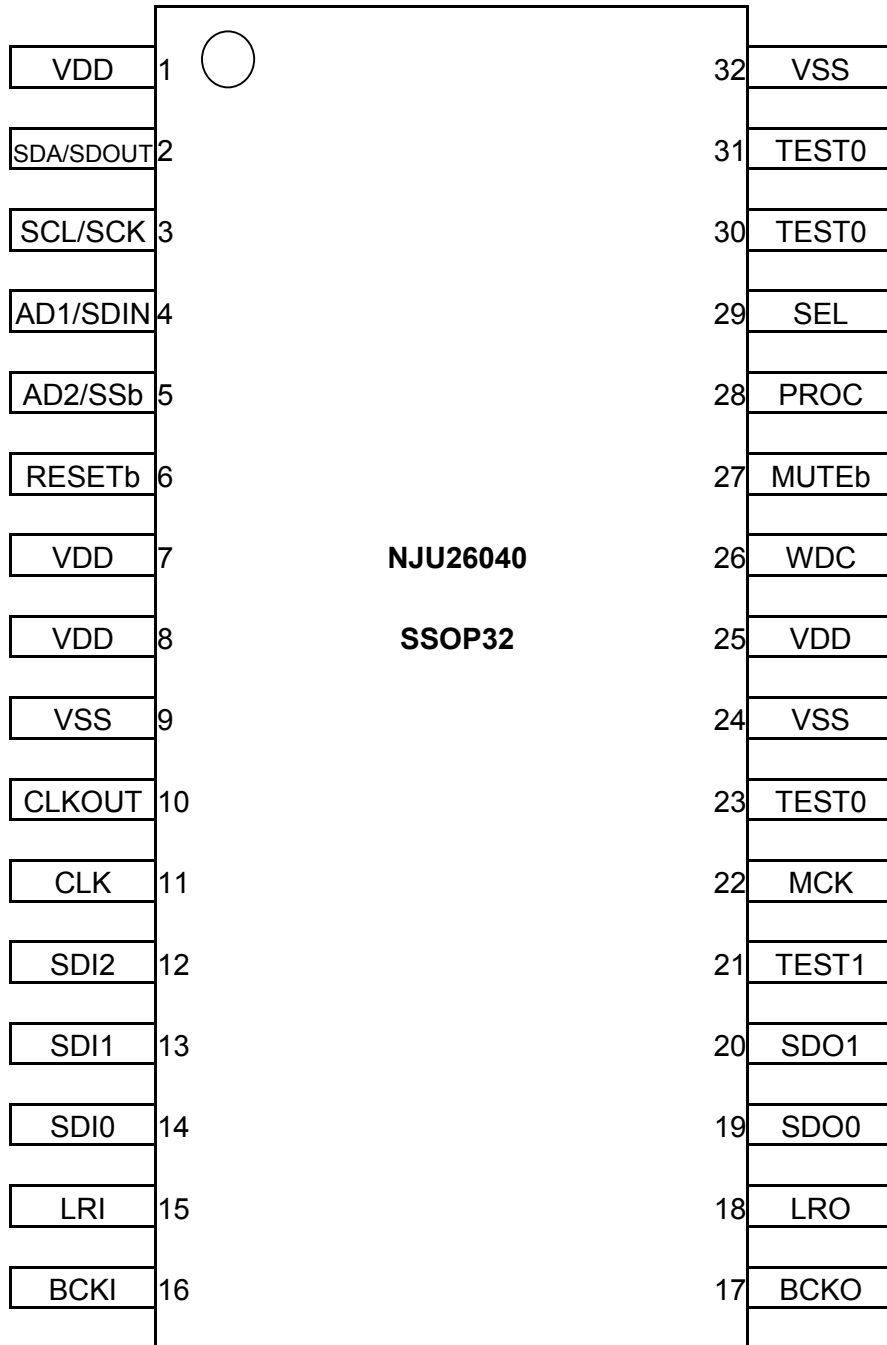 VDD 1 32 VSS
SDA/SDOUT 2 31 TEST0
SCL/SCK 3 30 TEST0
AD1/SDIN 4 29 SEL
AD2/SSb 5 28 PROC
RESETb 6 27 MUTEb
VDD 7 NJU26040 26 WDC
VDD 8 SSOP32 25 VDD
VSS 9 24 VSS
CLKOUT 10 23 TEST0
CLK 11 22 MCK
SDI2 12 21 TEST1
SDI1 13 20 SDO1
SDI0 14 19 SDO0
LRI 15 18 LRO
BCKI 16 17 BCKO